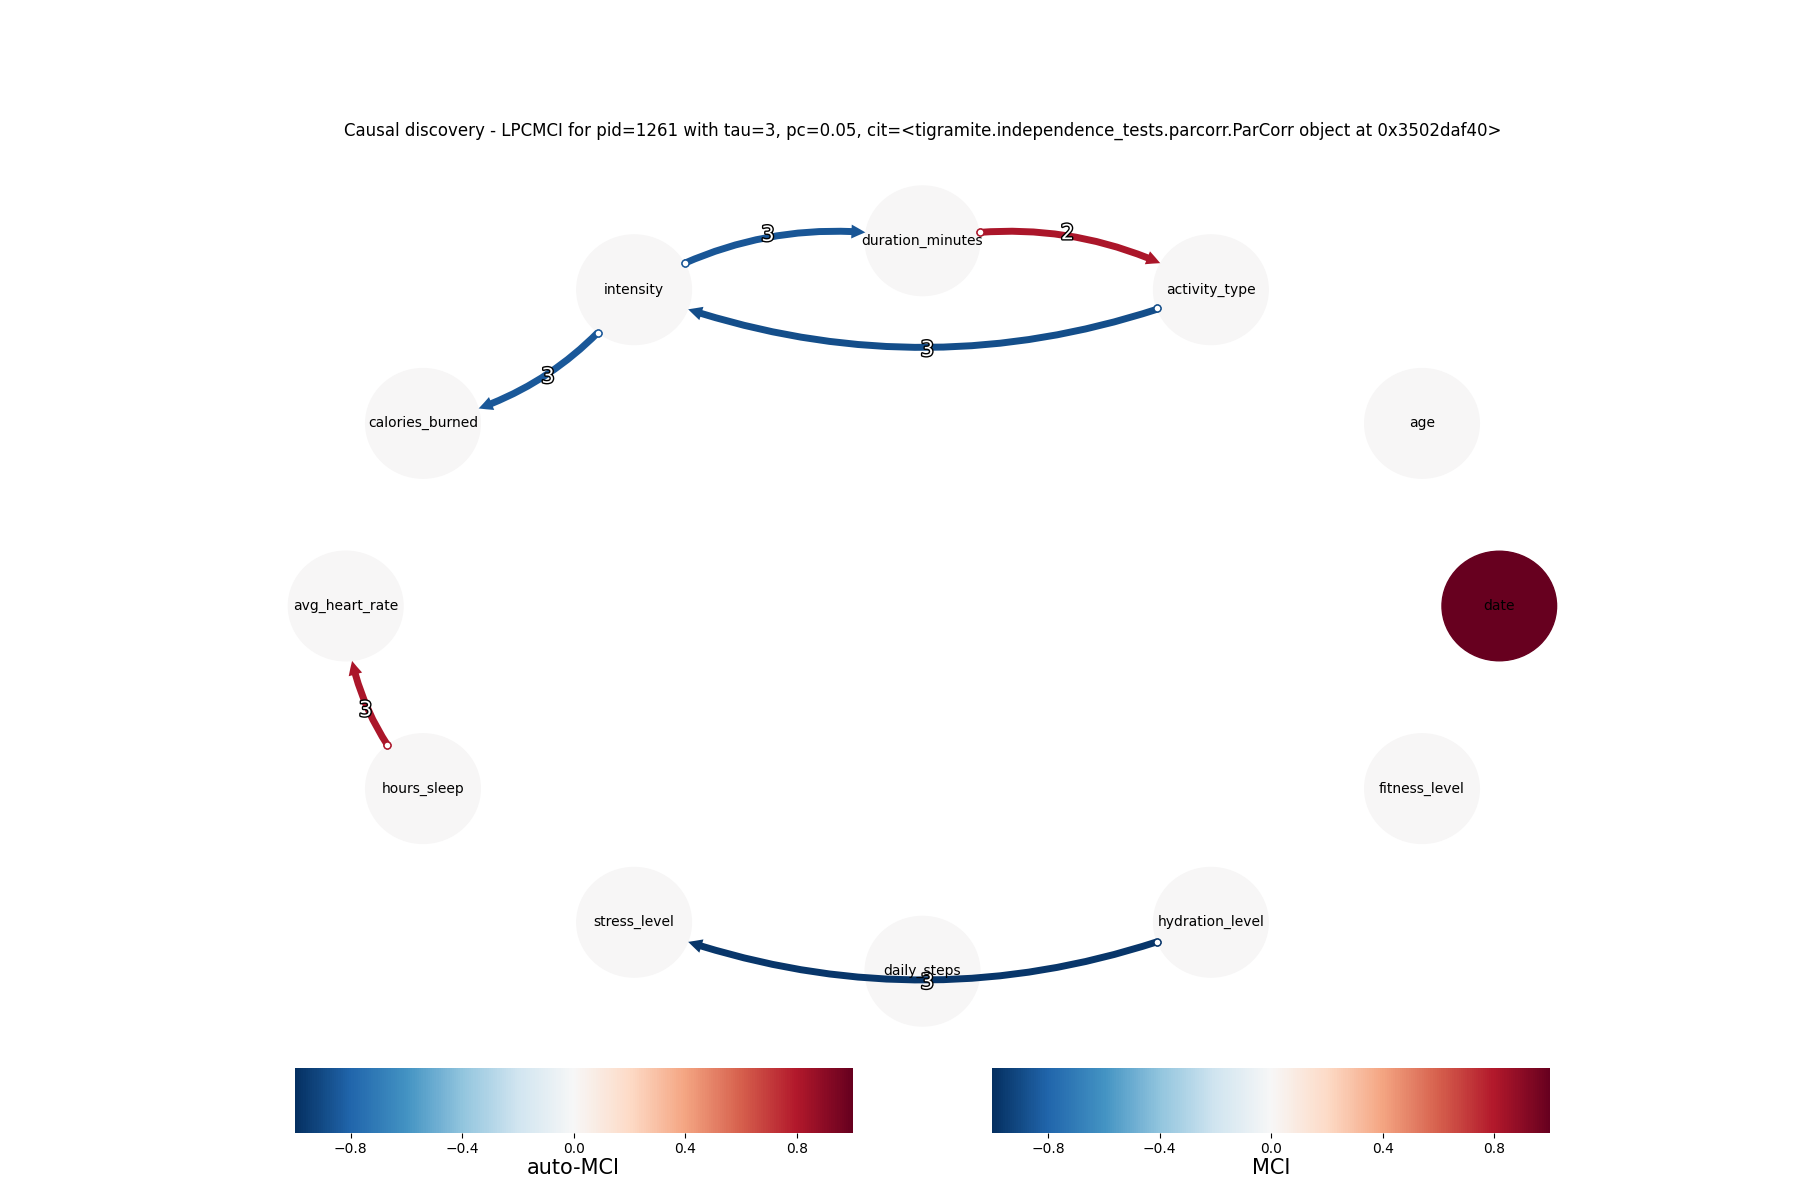 Causal discovery - LPCMCI for pid=1261 with tau=3, pc=0.05, cit=<tigramite.independence_tests.parcorr.ParCorr object at 0x3502daf40>
3
2
duration_minutes
intensity
activity_type
3
3
calories_burned
age
avg_heart_rate
date
3
hours_sleep
fitness_level
stress_level
hydration_level
daily_steps
3
−0.8 −0.4 0.0 0.4 0.8
auto-MCI
−0.8 −0.4 0.0 0.4 0.8
MCI